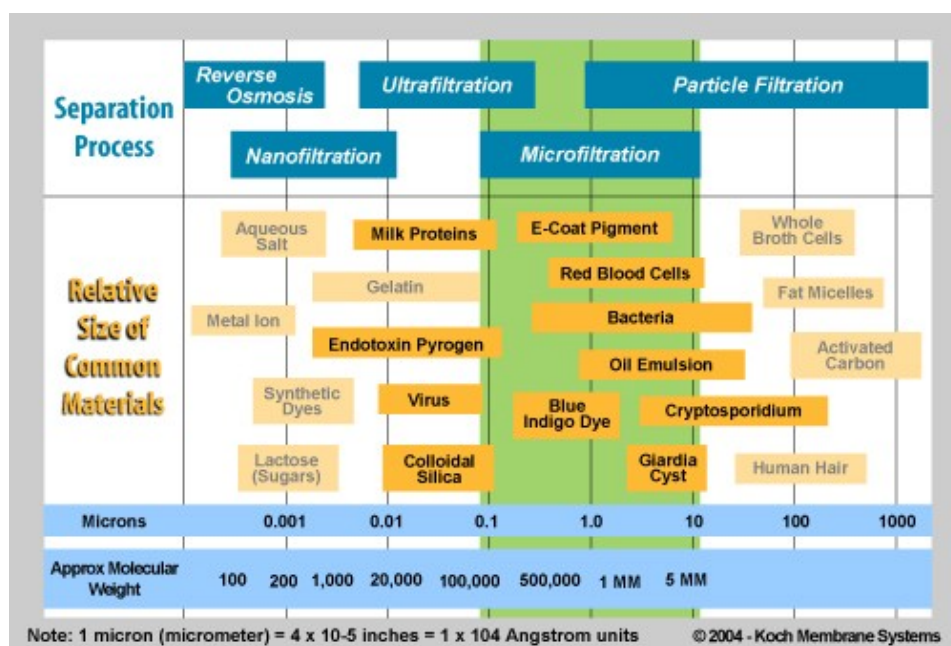 Separation
Process
Reverse
Osmosis
Ultrafiltration
Particle Filtration
Nanofiltration
Microfiltration
Relative
Size of
Common
Materials
Aqueous
Salt
Milk Proteins
E-Coat Pigment
Whole
Broth Cells
Red Blood Cells
Gelatin
Fat Micelles
Metal Ion
Bacteria
Endotoxin Pyrogen
Activated
Carbon
Oil Emulsion
Synthetic
Dyes
Virus
Blue
Indigo Dye
Cryptosporidium
Lactose
(Sugars)
Colloidal
Silica
Giardia
Cyst
Human Hair
Microns 0.001 0.01 0.1 1.0 10 100 1000
Approx Molecular
Weight
100 200 1,000 20,000 100,000 500,000 1 MM 5 MM
Note: 1 micron (micrometer) = 4 x 10-5 inches = 1 x 104 Angstrom units © 2004 - Koch Membrane Systems